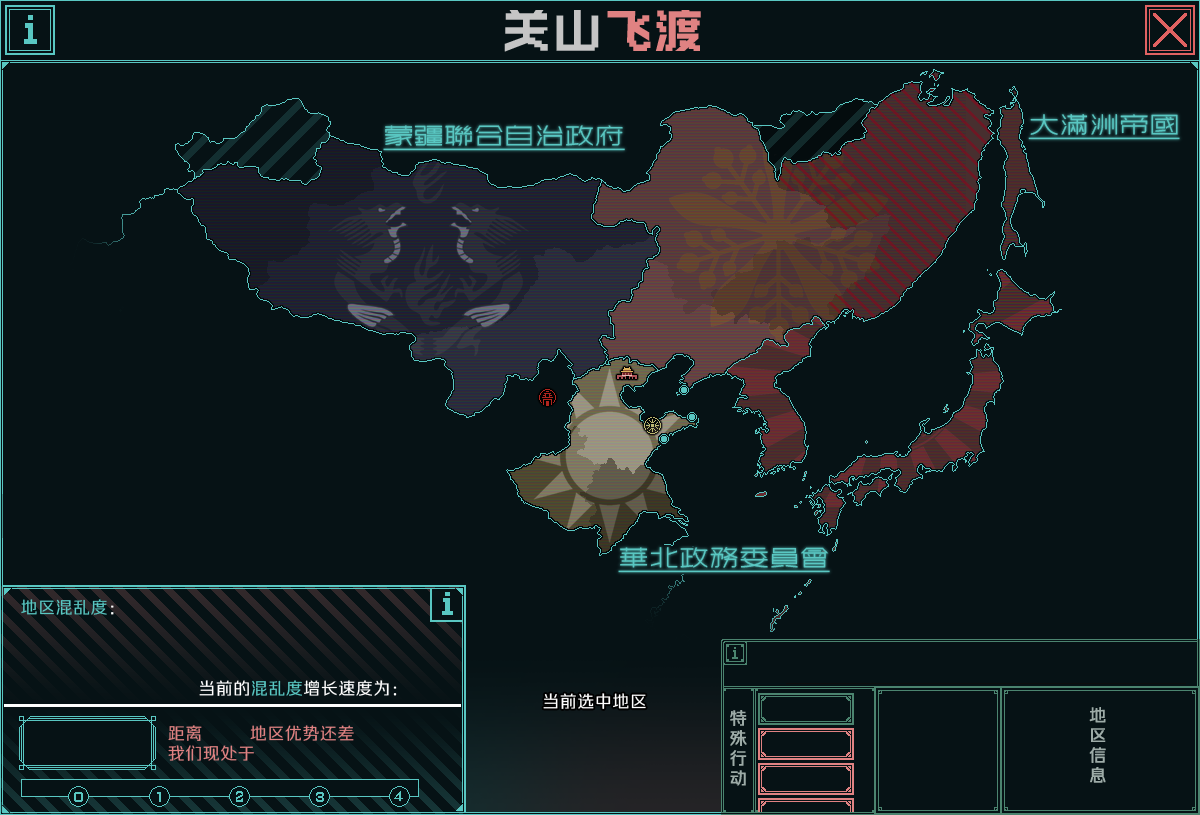 i
关山飞渡
蒙疆聯合自治政府
大滿洲帝國
華北政務委員會
地区混乱度：
i
当前的混乱度增长速度为：
距离 地区优势还差
我们现处于
0 1 2 3 4
当前选中地区
i
特殊行动
地区信息